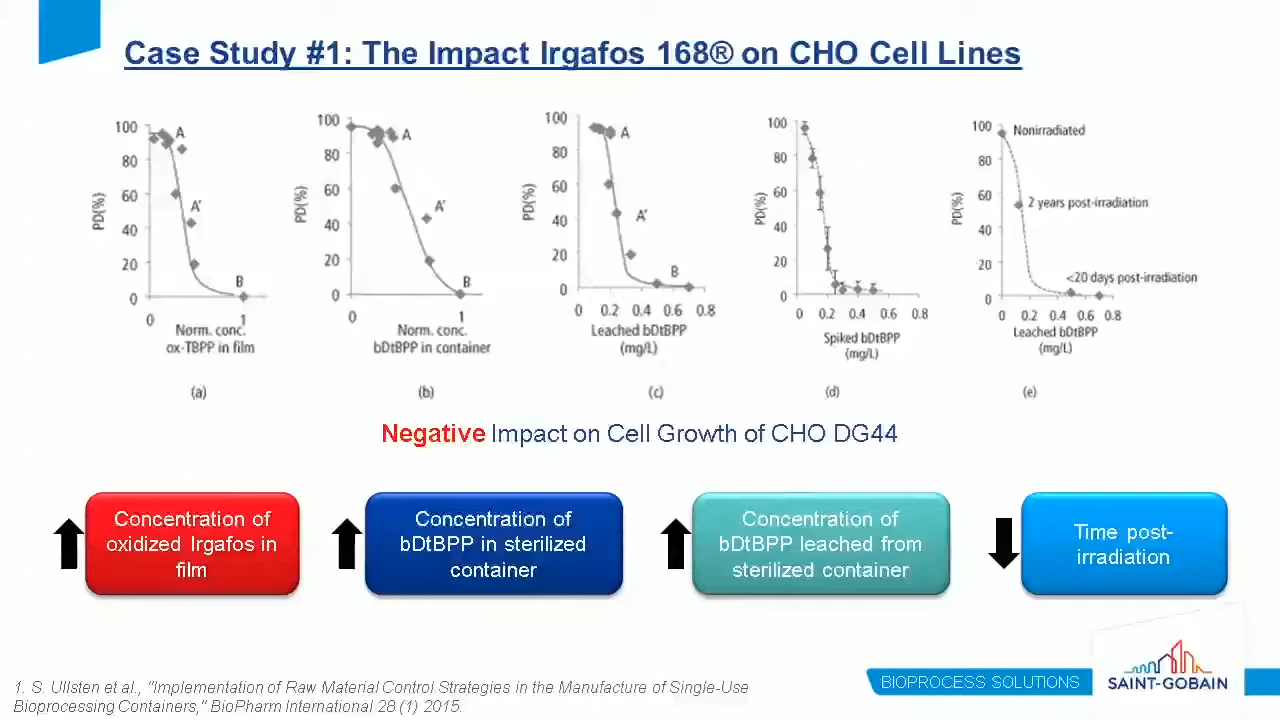 Case Study #1: The Impact Irgafos 168® on CHO Cell Lines
100
80
60
40
20
0
PD(%)
A
A'
B
0
1
Norm. conc.
ox-TBPP in film
(a)
100
80
60
40
20
0
PD(%)
A
A'
B
0
1
Norm. conc.
bDtBPP in container
(b)
100
80
60
40
20
0
PD(%)
A
A'
B
0 0.2 0.4 0.6 0.8
Leached bDtBPP
(mg/L)
(c)
100
80
60
40
20
0
PD(%)
0 0.2 0.4 0.6 0.8
Spiked bDtBPP
(mg/L)
(d)
100
80
60
40
20
0
PD(%)
Nonirradiated
2 years post-irradiation
<20 days post-irradiation
0 0.2 0.4 0.6 0.8
Leached bDtBPP
(mg/L)
(e)
Negative Impact on Cell Growth of CHO DG44
Concentration of
oxidized Irgafos in
film
Concentration of
bDtBPP in sterilized
container
Concentration of
bDtBPP leached from
sterilized container
Time post-
irradiation
1. S. Ullsten et al., "Implementation of Raw Material Control Strategies in the Manufacture of Single-Use
Bioprocessing Containers," BioPharm International 28 (1) 2015.
BIOPROCESS SOLUTIONS
SAINT-GOBAIN